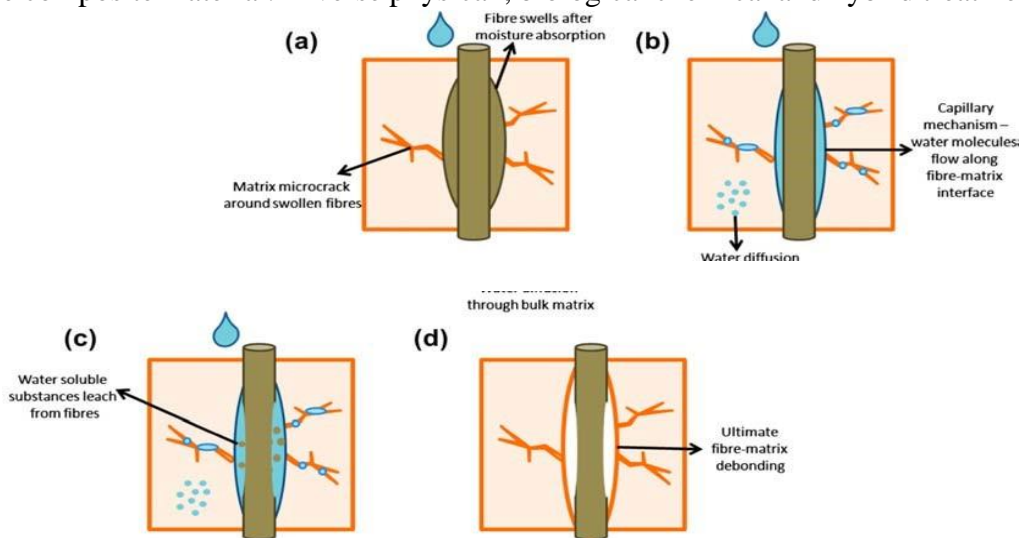 Fibre swells after
moisture absorption
(a)
(b)
Capillary
mechanism –
water molecules
flow along
fibre-matrix
interface
Matrix microcrack
around swollen fibres
Water diffusion
through bulk matrix
(c)
(d)
Water soluble
substances leach
from fibres
Ultimate
fibre-matrix
debonding